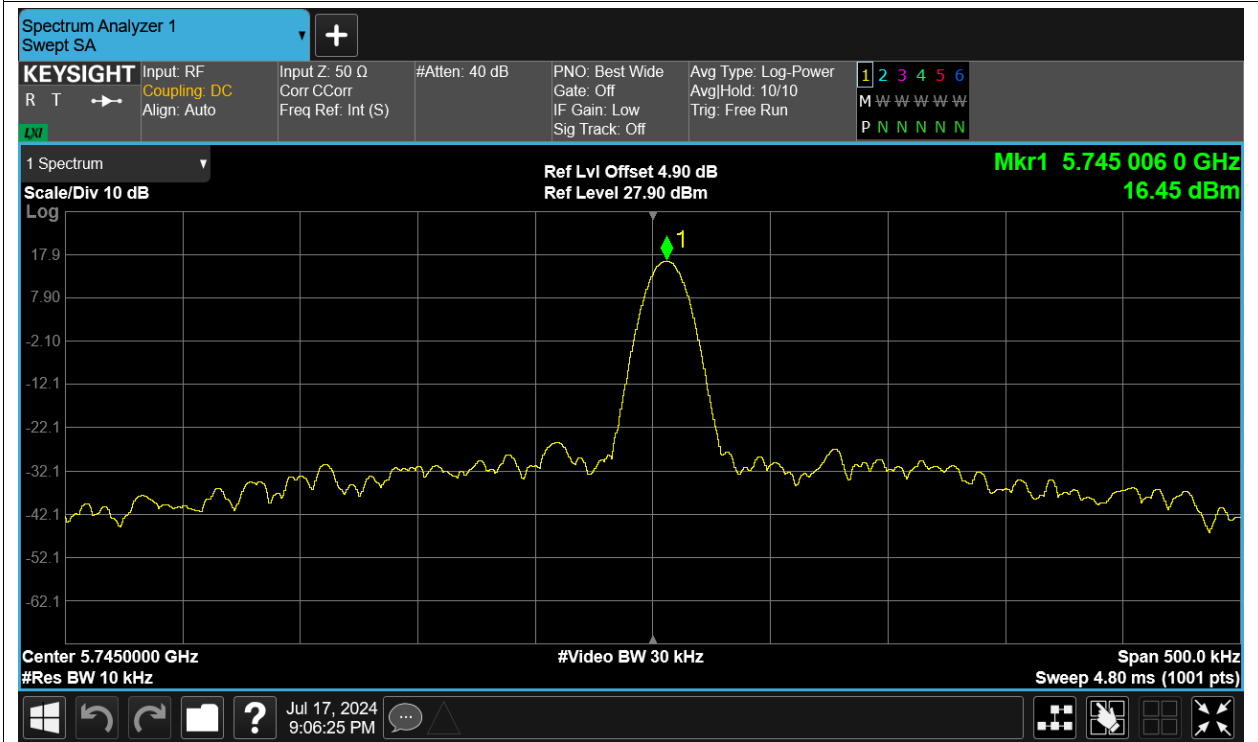 Spectrum Analyzer 1
Swept SA
KEYSIGHT
R T
LXI
Input: RF
Coupling: DC
Align: Auto
Input Z: 50 Ω
Corr CCorr
Freq Ref: Int (S)
#Atten: 40 dB
PNO: Best Wide
Gate: Off
IF Gain: Low
Sig Track: Off
Avg Type: Log-Power
Avg|Hold: 10/10
Trig: Free Run
1 2 3 4 5 6
M W W W W W
P N N N N N
1 Spectrum
Scale/Div 10 dB
Log
Ref Lvl Offset 4.90 dB
Ref Level 27.90 dBm
Mkr1 5.745 006 0 GHz
16.45 dBm
1
17.9
7.90
-2.10
-12.1
-22.1
-32.1
-42.1
-52.1
-62.1
Center 5.7450000 GHz
#Video BW 30 kHz
Span 500.0 kHz
#Res BW 10 kHz
Sweep 4.80 ms (1001 pts)
?
Jul 17, 2024
9:06:25 PM